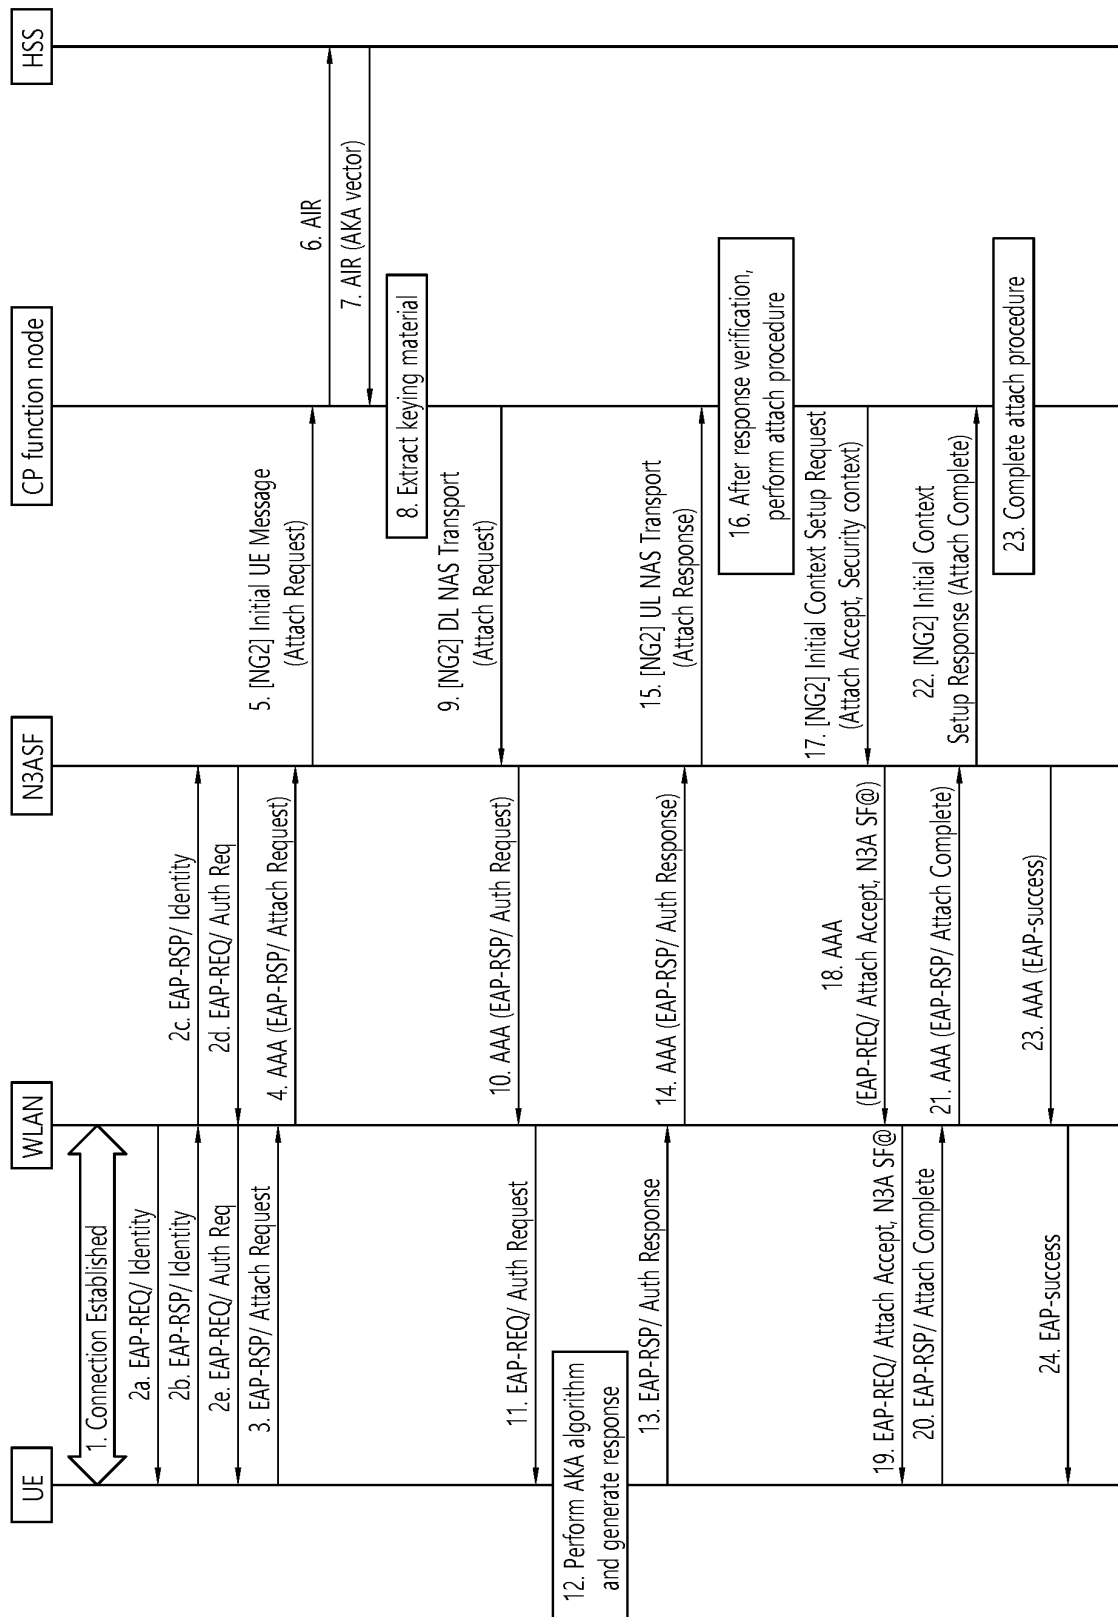 UE
WLAN
N3ASF
CP function node
HSS
1. Connection Established
2a. EAP-REQ/ Identity
2b. EAP-RSP/ Identity
2c. EAP-RSP/ Identity
2d. EAP-REQ/ Auth Req
2e. EAP-REQ/ Auth Req
3. EAP-RSP/ Attach Request
4. AAA (EAP-RSP/ Attach Request)
5. [NG2] Initial UE Message
(Attach Request)
6. AIR
7. AIR (AKA vector)
8. Extract keying material
9. [NG2] DL NAS Transport
(Attach Request)
10. AAA (EAP-RSP/ Auth Request)
11. EAP-REQ/ Auth Request
12. Perform AKA algorithm
and generate response
13. EAP-RSP/ Auth Response
14. AAA (EAP-RSP/ Auth Response)
15. [NG2] UL NAS Transport
(Attach Response)
16. After response verification,
perform attach procedure
17. [NG2] Initial Context Setup Request
(Attach Accept, Security context)
18. AAA
(EAP-REQ/ Attach Accept, N3A SF@)
19. EAP-REQ/ Attach Accept, N3A SF@
20. EAP-RSP/ Attach Complete
21. AAA (EAP-RSP/ Attach Complete)
22. [NG2] Initial Context
Setup Response (Attach Complete)
23. Complete attach procedure
23. AAA (EAP-success)
24. EAP-success